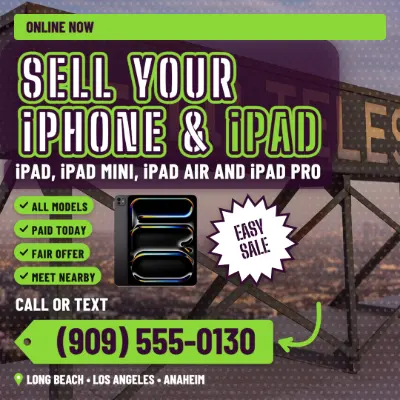 ONLINE NOW
SELL YOUR
iPHONE & iPAD
iPAD, iPAD MINI, iPAD AIR AND iPAD PRO
ALL MODELS
PAID TODAY
FAIR OFFER
MEET NEARBY
EASY
SALE
CALL OR TEXT
(909) 555-0130
LONG BEACH • LOS ANGELES • ANAHEIM